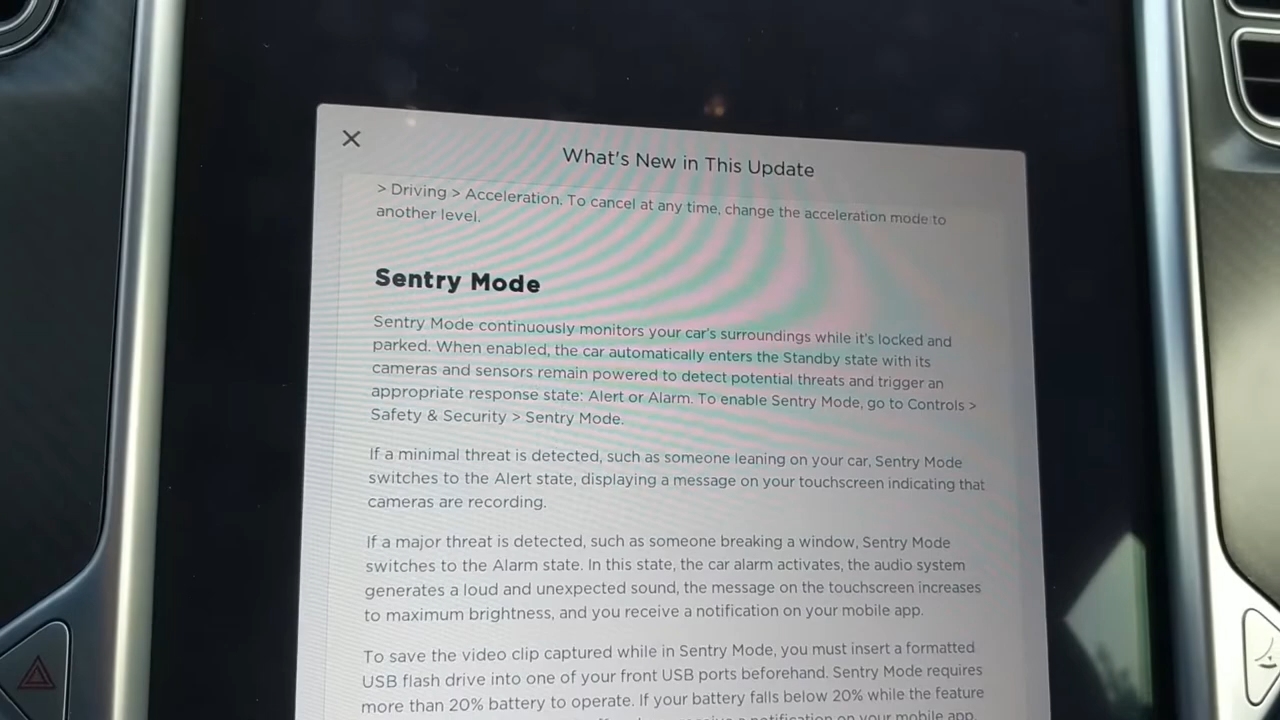 What's New in This Update
> Driving > Acceleration. To cancel at any time, change the acceleration mode to
another level.
Sentry Mode
Sentry Mode continuously monitors your car's surroundings while it's locked and
parked. When enabled, the car automatically enters the Standby state with its
cameras and sensors remain powered to detect potential threats and trigger an
appropriate response state: Alert or Alarm. To enable Sentry Mode, go to Controls >
Safety & Security > Sentry Mode.
If a minimal threat is detected, such as someone leaning on your car, Sentry Mode
switches to the Alert state, displaying a message on your touchscreen indicating that
cameras are recording.
If a major threat is detected, such as someone breaking a window, Sentry Mode
switches to the Alarm state. In this state, the car alarm activates, the audio system
generates a loud and unexpected sound, the message on the touchscreen increases
to maximum brightness, and you receive a notification on your mobile app.
To save the video clip captured while in Sentry Mode, you must insert a formatted
USB flash drive into one of your front USB ports beforehand. Sentry Mode requires
more than 20% battery to operate. If your battery falls below 20% while the feature
notification on your mobile app.